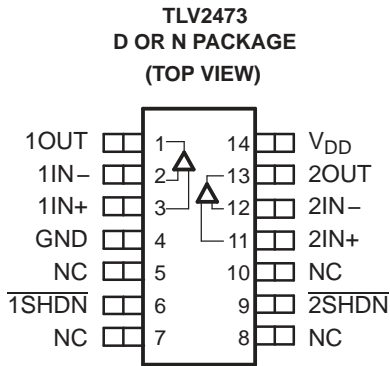 TLV2473
D OR N PACKAGE
(TOP VIEW)
1OUT 1 14 VDD
1IN− 2 13 2OUT
1IN+ 3 12 2IN−
GND 4 11 2IN+
NC 5 10 NC
1SHDN 6 9 2SHDN
NC 7 8 NC